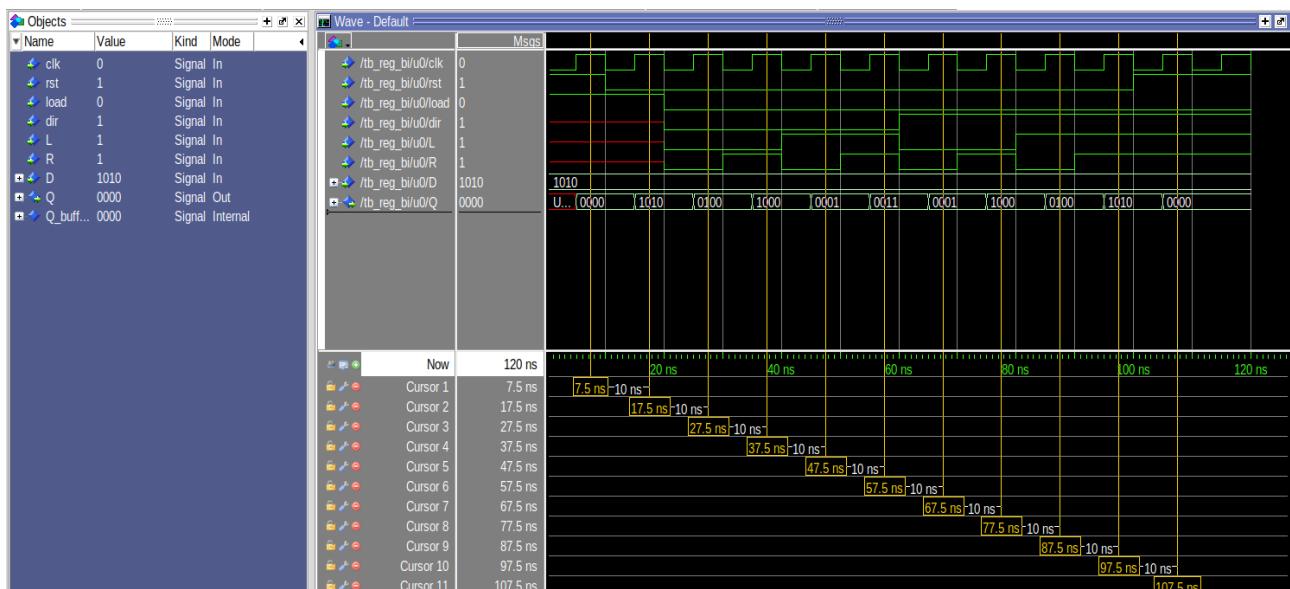 Objects
Name Value Kind Mode
clk 0 Signal In
rst 1 Signal In
load 0 Signal In
dir 1 Signal In
L 1 Signal In
R 1 Signal In
D 1010 Signal In
Q 0000 Signal Out
Q_buff... 0000 Signal Internal
Wave - Default
Msgs
/tb_reg_bi/u0/clk 0
/tb_reg_bi/u0/rst 1
/tb_reg_bi/u0/load 0
/tb_reg_bi/u0/dir 1
/tb_reg_bi/u0/L 1
/tb_reg_bi/u0/R 1
/tb_reg_bi/u0/D 1010 1010
/tb_reg_bi/u0/Q 0000 U... 0000 1010 0100 1000 0001 0011 0001 1000 0100 1010 0000
Now 120 ns 20 ns 40 ns 60 ns 80 ns 100 ns 120 ns
Cursor 1 7.5 ns 7.5 ns 10 ns
Cursor 2 17.5 ns 17.5 ns 10 ns
Cursor 3 27.5 ns 27.5 ns 10 ns
Cursor 4 37.5 ns 37.5 ns 10 ns
Cursor 5 47.5 ns 47.5 ns 10 ns
Cursor 6 57.5 ns 57.5 ns 10 ns
Cursor 7 67.5 ns 67.5 ns 10 ns
Cursor 8 77.5 ns 77.5 ns 10 ns
Cursor 9 87.5 ns 87.5 ns 10 ns
Cursor 10 97.5 ns 97.5 ns 10 ns
Cursor 11 107.5 ns 107.5 ns